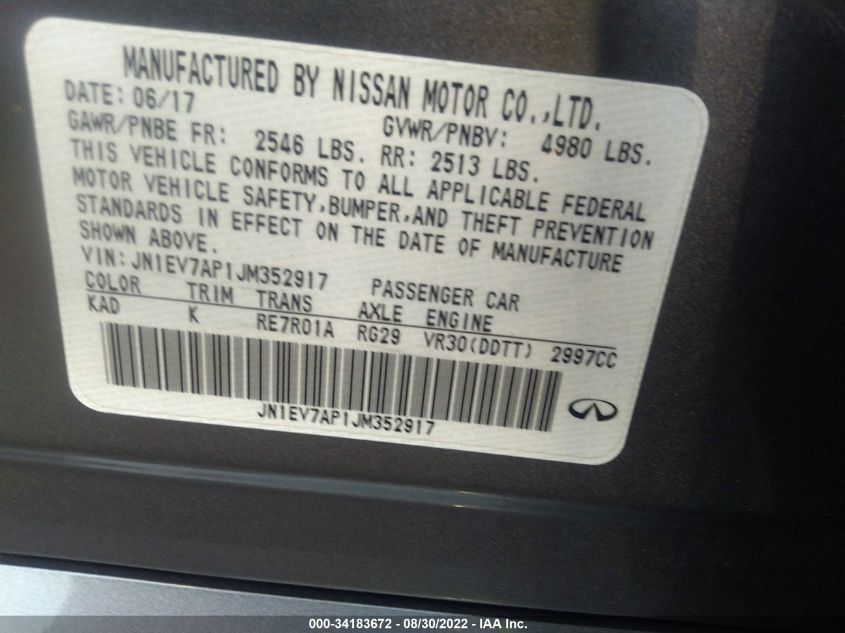 MANUFACTURED BY NISSAN MOTOR CO.,LTD.
DATE: 06/17
GAWR/PNBE FR: 2546 LBS. RR: 2513 LBS.
GVWR/PNBV: 4980 LBS.
THIS VEHICLE CONFORMS TO ALL APPLICABLE FEDERAL
MOTOR VEHICLE SAFETY,BUMPER,AND THEFT PREVENTION
STANDARDS IN EFFECT ON THE DATE OF MANUFACTURE
SHOWN ABOVE.
VIN:JN1EV7AP1JM352917 PASSENGER CAR
COLOR TRIM TRANS AXLE ENGINE
KAD K RE7R01A RG29 VR30(DDTT) 2997CC
JN1EV7AP1JM352917
000-34183672 - 08/30/2022 - IAA Inc.